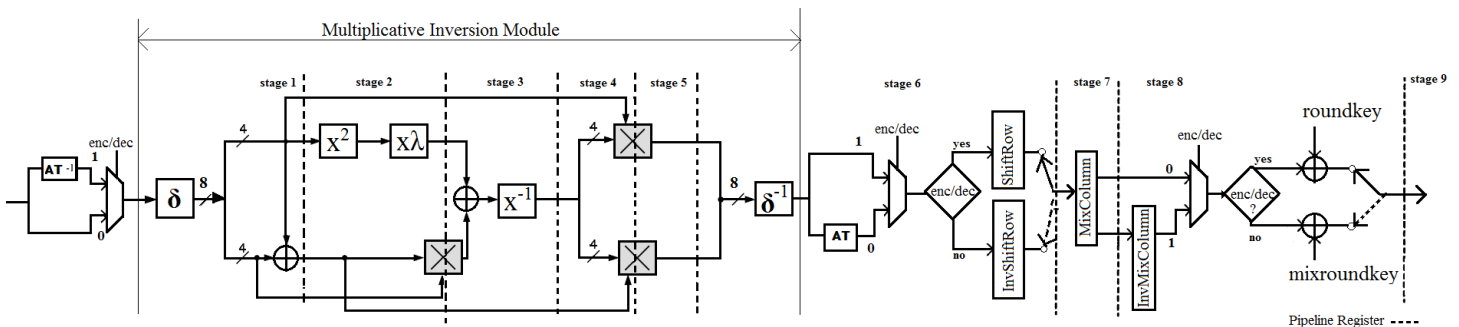 Multiplicative Inversion Module
stage 1
stage 2
stage 3
stage 4
stage 5
stage 6
stage 7
stage 8
stage 9
enc/dec
1
AT -1
0
δ
8
4
X²
Xλ
4
X⁻¹
4
4
8
δ⁻¹
1
enc/dec
AT
0
enc/dec
yes
no
ShiftRow
InvShiftRow
MixColumn
InvMixColumn
0
1
enc/dec
enc/dec
?
yes
no
roundkey
mixroundkey
Pipeline Register